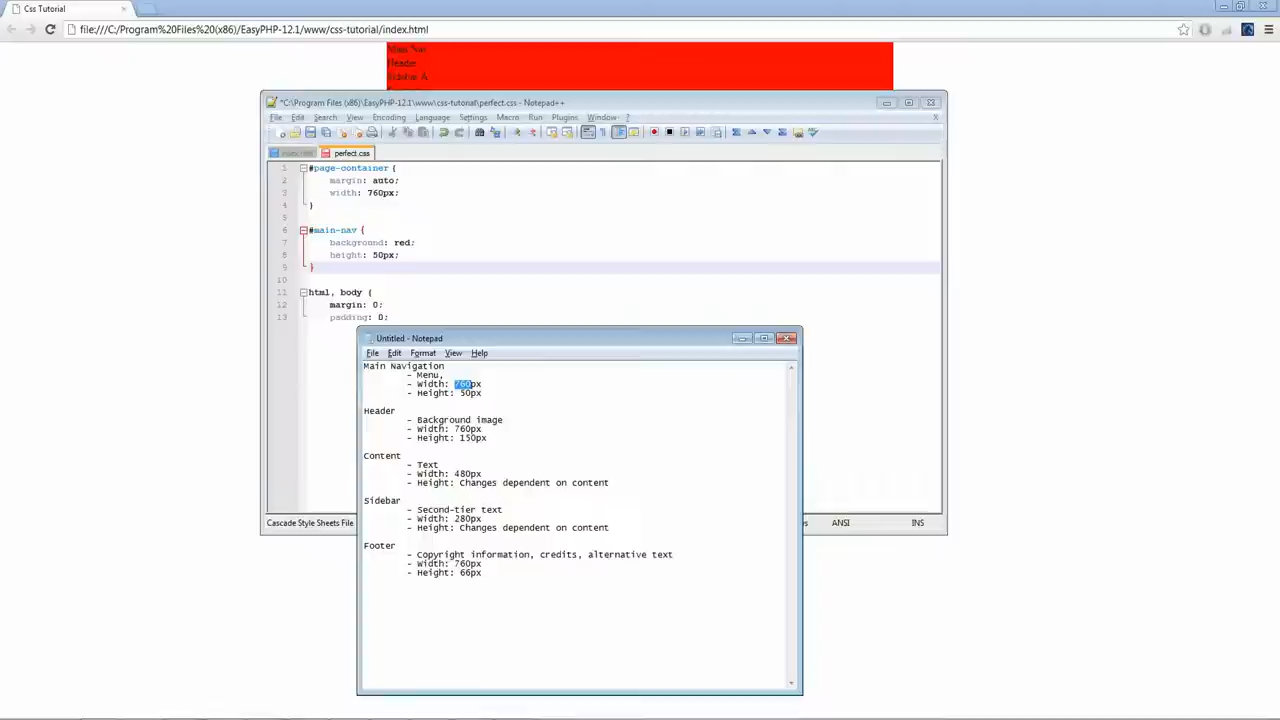 Css Tutorial
file:///C:/Program%20Files%20(x86)/EasyPHP-12.1/www/css-tutorial/index.html
Main Nav
Header
Sidebar A
*C:\Program Files (x86)\EasyPHP-12.1\www\css-tutorial\perfect.css - Notepad++
File Edit Search View Encoding Language Settings Macro Run Plugins Window ?
index.html perfect.css
1 #page-container {
2 margin: auto;
3 width: 760px;
4 }
5
6 #main-nav {
7 background: red;
8 height: 50px;
9 }
10
11 html, body {
12 margin: 0;
13 padding: 0;
Untitled - Notepad
File Edit Format View Help
Main Navigation
- Menu,
- Width: 760px
- Height: 50px
Header
- Background image
- Width: 760px
- Height: 150px
Content
- Text
- Width: 480px
- Height: Changes dependent on content
Sidebar
- Second-tier text
- Width: 280px
- Height: Changes dependent on content
Footer
- Copyright information, credits, alternative text
- Width: 760px
- Height: 66px
Cascade Style Sheets File ANSI INS